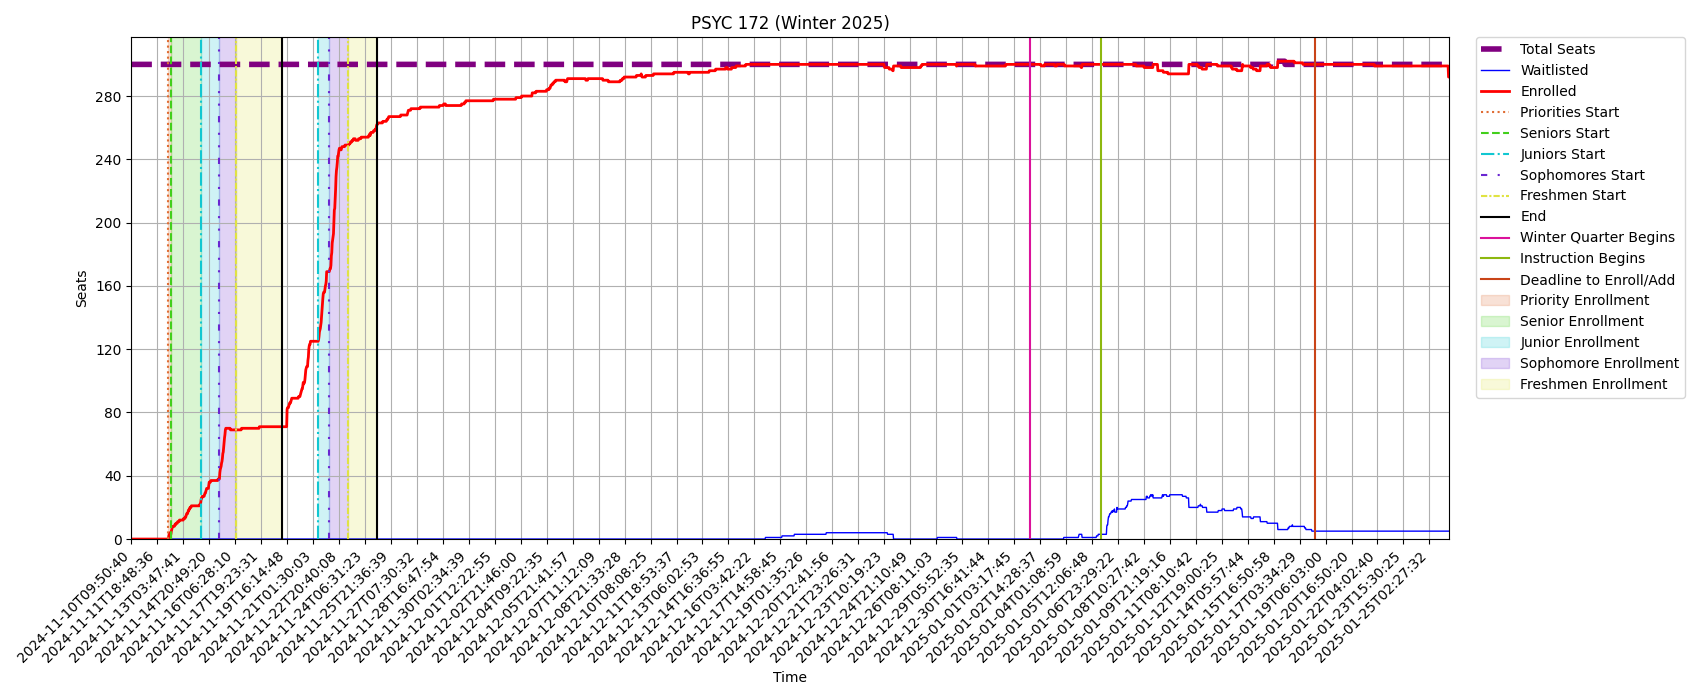 PSYC 172 (Winter 2025)
Seats
280
240
200
160
120
80
40
0
2024-11-10T09:50:40
2024-11-11T18:48:36
2024-11-13T03:47:41
2024-11-14T20:49:20
2024-11-16T06:28:10
2024-11-17T19:23:31
2024-11-19T16:14:48
2024-11-21T01:30:03
2024-11-22T20:40:08
2024-11-24T06:31:23
2024-11-25T21:36:39
2024-11-27T07:30:32
2024-11-28T16:47:54
2024-11-30T02:34:39
2024-12-01T12:22:55
2024-12-02T21:46:00
2024-12-04T09:22:35
2024-12-05T21:41:57
2024-12-07T11:12:09
2024-12-08T21:33:28
2024-12-10T08:08:25
2024-12-11T18:53:37
2024-12-13T06:02:53
2024-12-14T16:36:55
2024-12-16T03:42:22
2024-12-17T14:58:45
2024-12-19T01:35:26
2024-12-20T12:41:56
2024-12-21T23:26:31
2024-12-23T10:19:23
2024-12-24T21:10:49
2024-12-26T08:11:03
2024-12-29T05:52:35
2024-12-30T16:41:44
2025-01-01T03:17:45
2025-01-02T14:28:37
2025-01-04T01:08:59
2025-01-05T12:06:48
2025-01-06T23:29:22
2025-01-08T10:27:42
2025-01-09T21:19:16
2025-01-11T08:10:42
2025-01-12T19:00:25
2025-01-14T05:57:44
2025-01-15T16:50:58
2025-01-17T03:34:29
2025-01-19T06:03:00
2025-01-20T16:50:20
2025-01-22T04:02:40
2025-01-23T15:30:25
2025-01-25T02:27:32
Time
Total Seats
Waitlisted
Enrolled
Priorities Start
Seniors Start
Juniors Start
Sophomores Start
Freshmen Start
End
Winter Quarter Begins
Instruction Begins
Deadline to Enroll/Add
Priority Enrollment
Senior Enrollment
Junior Enrollment
Sophomore Enrollment
Freshmen Enrollment